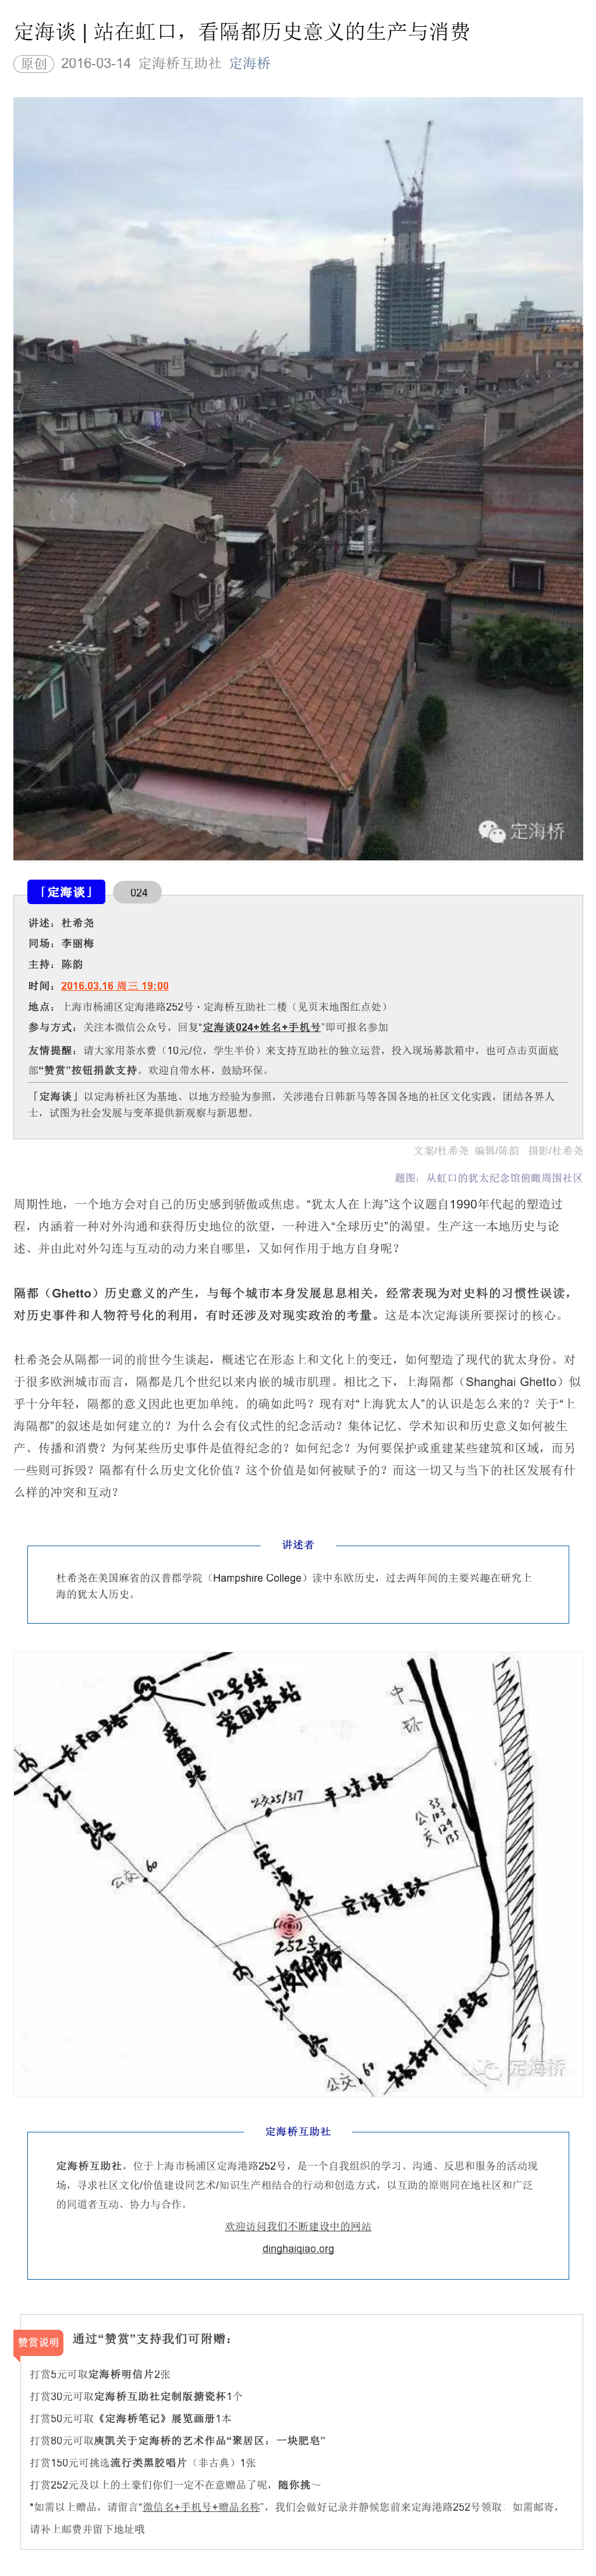 定海谈 | 站在虹口，看隔都历史意义的生产与消费
原创 2016-03-14 定海桥互助社 定海桥
定海桥
「定海谈」 024
讲述：杜希尧
同场：李丽梅
主持：陈韵
时间：2016.03.16 周三 19:00
地点：上海市杨浦区定海港路252号・定海桥互助社二楼（见页末地图红点处）
参与方式：关注本微信公众号，回复“定海谈024+姓名+手机号”即可报名参加
友情提醒：请大家用茶水费（10元/位，学生半价）来支持互助社的独立运营，投入现场募款箱中，也可点击页面底
部“赞赏”按钮捐款支持。欢迎自带水杯，鼓励环保。
「定海谈」以定海桥社区为基地、以地方经验为参照，关涉港台日韩新马等各国各地的社区文化实践，团结各界人
士，试图为社会发展与变革提供新观察与新思想。
文案/杜希尧 编辑/陈韵 摄影/杜希尧
题图：从虹口的犹太纪念馆俯瞰周围社区
周期性地，一个地方会对自己的历史感到骄傲或焦虑。“犹太人在上海”这个议题自1990年代起的塑造过
程，内涵着一种对外沟通和获得历史地位的欲望，一种进入“全球历史”的渴望。生产这一本地历史与论
述、并由此对外勾连与互动的动力来自哪里，又如何作用于地方自身呢？
隔都（Ghetto）历史意义的产生，与每个城市本身发展息息相关，经常表现为对史料的习惯性误读，
对历史事件和人物符号化的利用，有时还涉及对现实政治的考量。这是本次定海谈所要探讨的核心。
杜希尧会从隔都一词的前世今生谈起，概述它在形态上和文化上的变迁，如何塑造了现代的犹太身份。对
于很多欧洲城市而言，隔都是几个世纪以来内嵌的城市肌理。相比之下，上海隔都（Shanghai Ghetto）似
乎十分年轻，隔都的意义因此也更加单纯。的确如此吗？现有对“上海犹太人”的认识是怎么来的？关于“上
海隔都”的叙述是如何建立的？为什么会有仪式性的纪念活动？集体记忆、学术知识和历史意义如何被生
产、传播和消费？为何某些历史事件是值得纪念的？如何纪念？为何要保护或重建某些建筑和区域，而另
一些则可拆毁？隔都有什么历史文化价值？这个价值是如何被赋予的？而这一切又与当下的社区发展有什
么样的冲突和互动？
讲述者
杜希尧在美国麻省的汉普郡学院（Hampshire College）读中东欧历史，过去两年间的主要兴趣在研究上
海的犹太人历史。
12号线
爱国路站
长阳路
爱国路
中环
内江路
公交25/317
平凉路
公交 33 103 124 135
公交60
定海路
定海港路
252号
内江路
杨树浦路
公交
定海桥
定海桥互助社
定海桥互助社，位于上海市杨浦区定海港路252号，是一个自我组织的学习、沟通、反思和服务的活动现
场，寻求社区文化/价值建设同艺术/知识生产相结合的行动和创造方式，以互助的原则同在地社区和广泛
的同道者互动、协力与合作。
欢迎访问我们不断建设中的网站
dinghaiqiao.org
赞赏说明 通过“赞赏”支持我们可附赠：
打赏5元可取定海桥明信片2张
打赏30元可取定海桥互助社定制版搪瓷杯1个
打赏50元可取《定海桥笔记》展览画册1本
打赏80元可取庾凯关于定海桥的艺术作品“聚居区：一块肥皂”
打赏150元可挑选流行类黑胶唱片（非古典）1张
打赏252元及以上的土豪们你们一定不在意赠品了呢，随你挑～
*如需以上赠品，请留言“微信名+手机号+赠品名称”，我们会做好记录并静候您前来定海港路252号领取；如需邮寄，
请补上邮费并留下地址哦